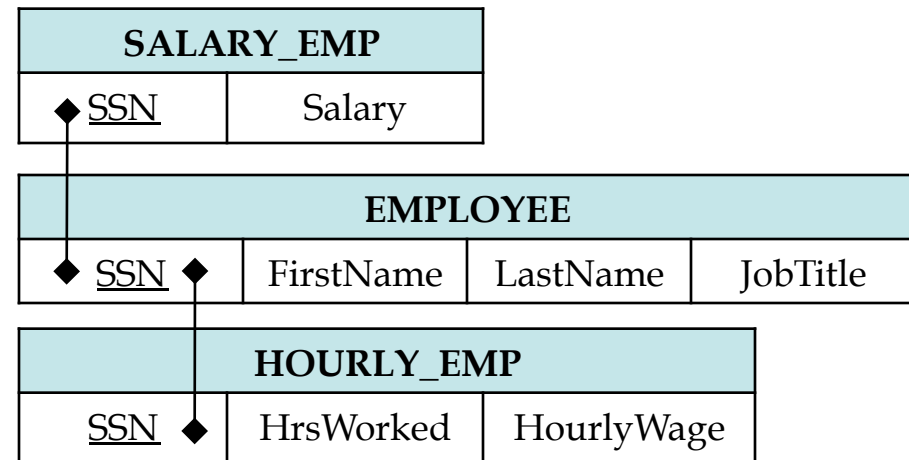 SALARY_EMP
SSN Salary
EMPLOYEE
SSN FirstName LastName JobTitle
HOURLY_EMP
SSN HrsWorked HourlyWage